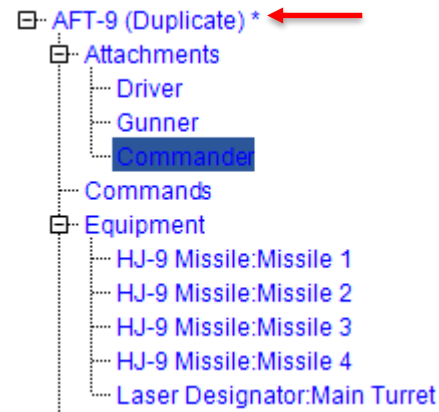 AFT-9 (Duplicate) *
Attachments
Driver
Gunner
Commander
Commands
Equipment
HJ-9 Missile:Missile 1
HJ-9 Missile:Missile 2
HJ-9 Missile:Missile 3
HJ-9 Missile:Missile 4
Laser Designator:Main Turret